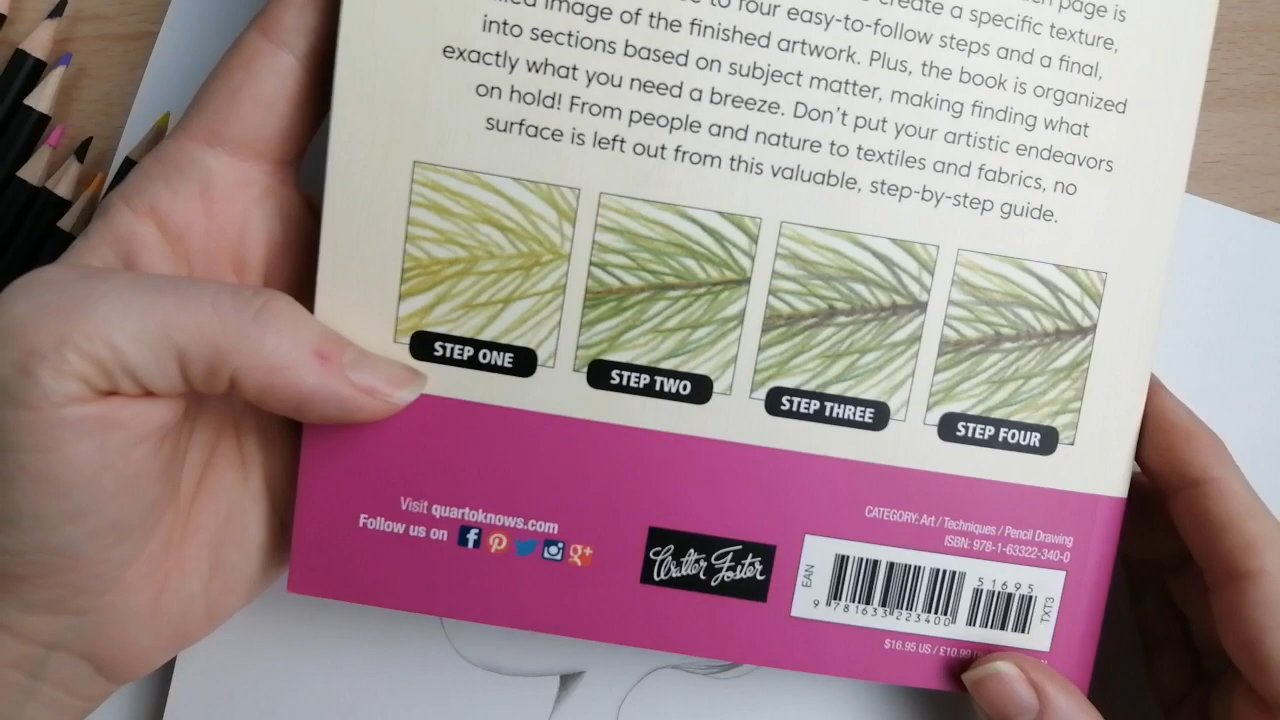 page is
create a specific texture,
to four easy-to-follow steps and a final,
image of the finished artwork. Plus, the book is organized
into sections based on subject matter, making finding what
exactly what you need a breeze. Don't put your artistic endeavors
on hold! From people and nature to textiles and fabrics, no
surface is left out from this valuable, step-by-step guide.
STEP ONE
STEP TWO
STEP THREE
STEP FOUR
Visit quartoknows.com
Follow us on
Walter Foster
CATEGORY: Art / Techniques / Pencil Drawing
ISBN: 978-1-63322-340-0
EAN
51695
9 781633 223400
TXT3
$16.95 US / £10.99